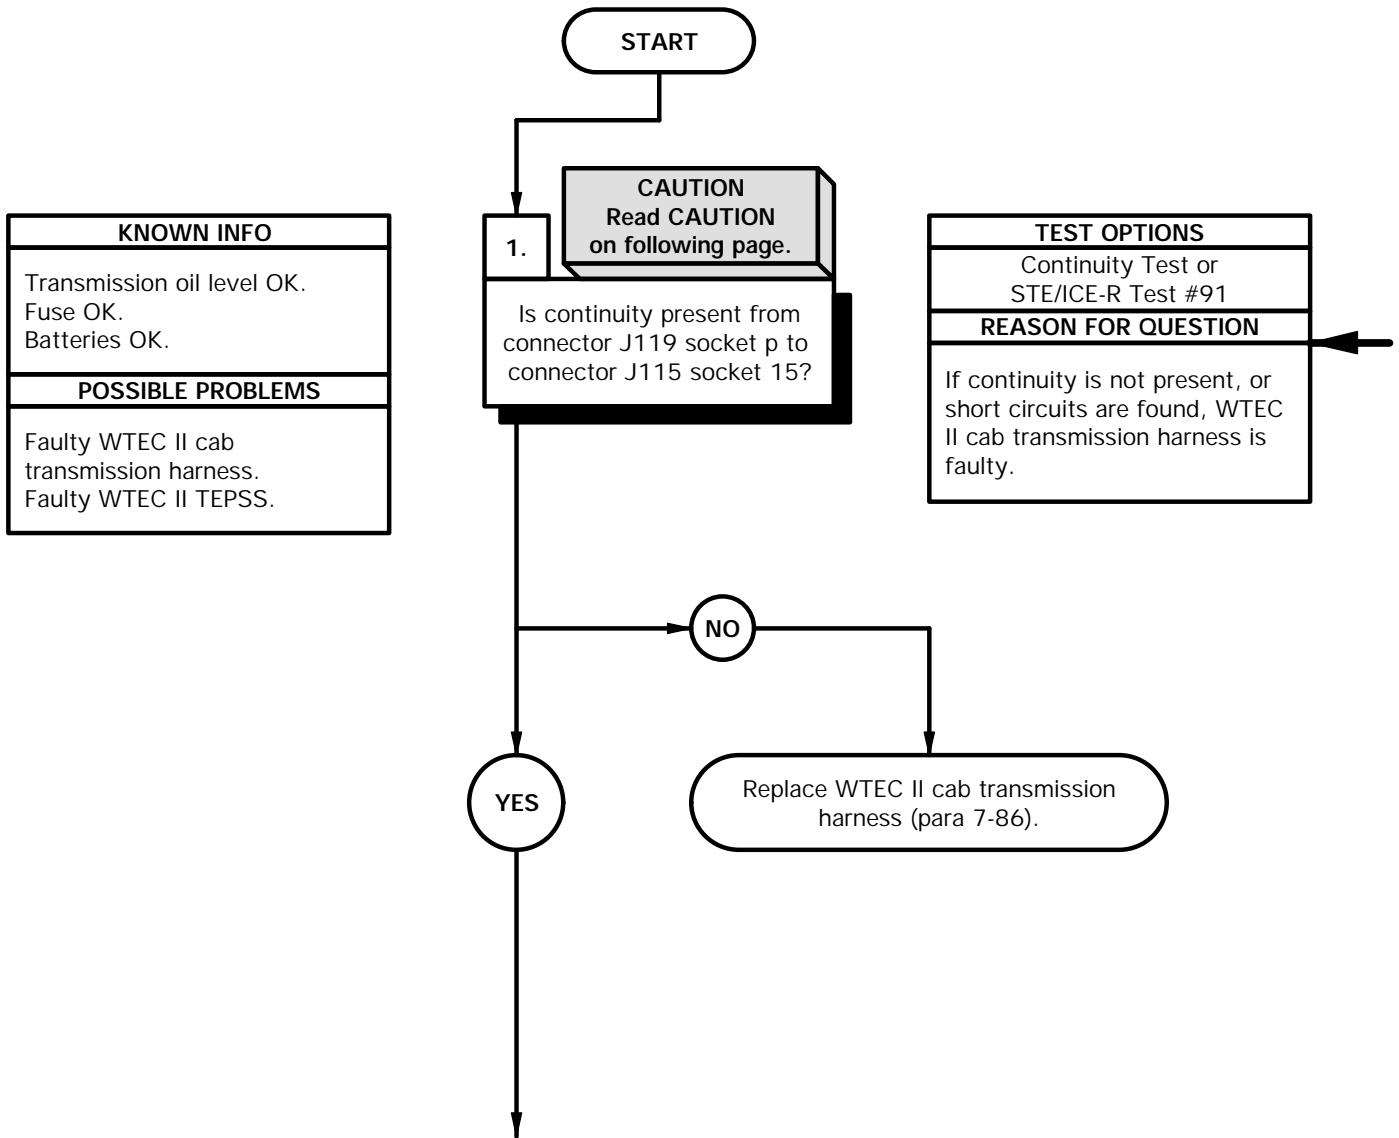 START
CAUTION
Read CAUTION
on following page.
1.
Is continuity present from
connector J119 socket p to
connector J115 socket 15?
KNOWN INFO
Transmission oil level OK.
Fuse OK.
Batteries OK.
POSSIBLE PROBLEMS
Faulty WTEC II cab
transmission harness.
Faulty WTEC II TEPSS.
TEST OPTIONS
Continuity Test or
STE/ICE-R Test #91
REASON FOR QUESTION
If continuity is not present, or
short circuits are found, WTEC
II cab transmission harness is
faulty.
NO
YES
Replace WTEC II cab transmission
harness (para 7-86).